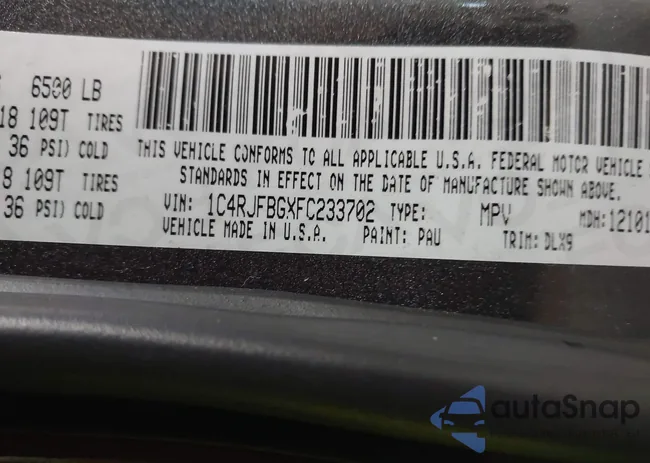 6500 LB
18 109T TIRES
36 PSI) COLD
8 109T TIRES
36 PSI) COLD
THIS VEHICLE CONFORMS TO ALL APPLICABLE U.S.A. FEDERAL MOTOR VEHICLE
STANDARDS IN EFFECT ON THE DATE OF MANUFACTURE SHOWN ABOVE.
VIN: 1C4RJFBGXFC233702 TYPE: MPV MDH:12101
VEHICLE MADE IN U.S.A. PAINT: PAU TRIM: DLX9
autoSnap